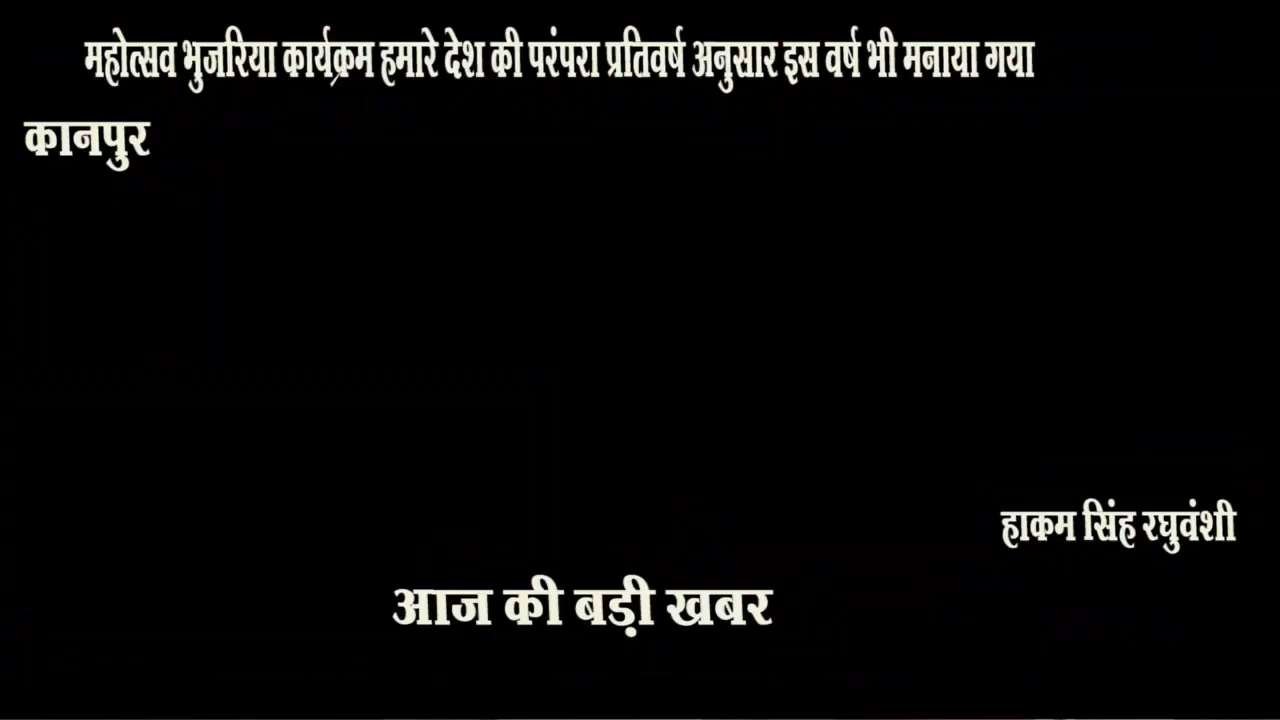 महोत्सव भुजरिया कार्यक्रम हमारे देश की परंपरा प्रतिवर्ष अनुसार इस वर्ष भी मनाया गया
कानपुर
हाकम सिंह रघुवंशी
आज की बड़ी खबर